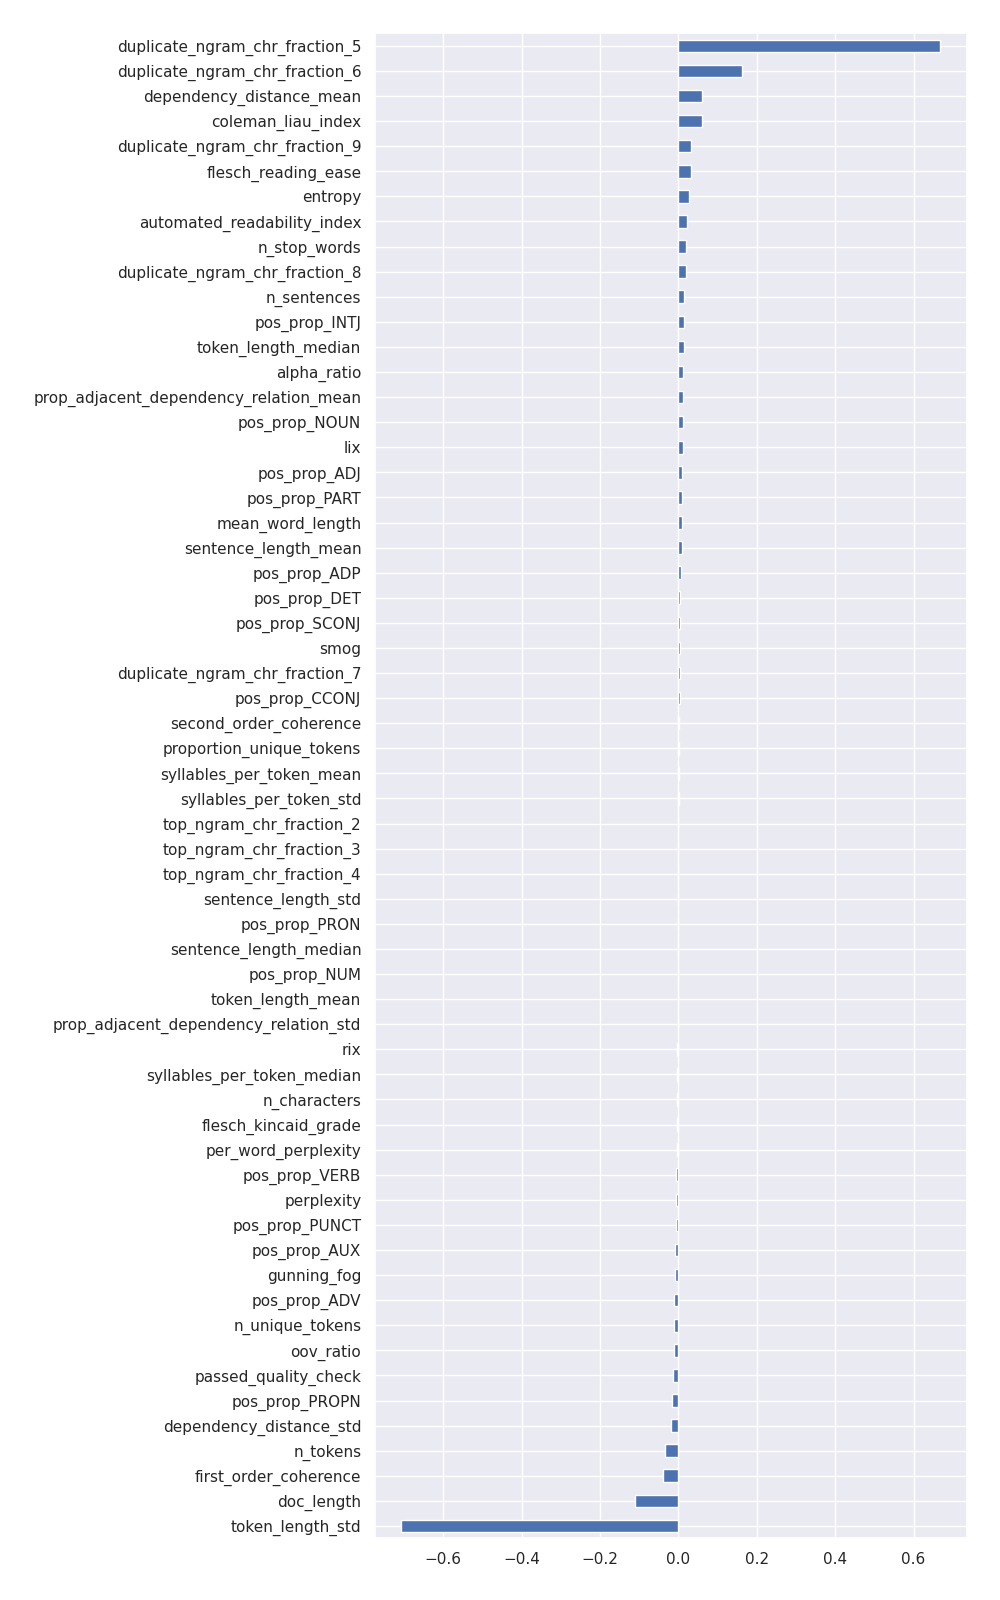 duplicate_ngram_chr_fraction_5
duplicate_ngram_chr_fraction_6
dependency_distance_mean
coleman_liau_index
duplicate_ngram_chr_fraction_9
flesch_reading_ease
entropy
automated_readability_index
n_stop_words
duplicate_ngram_chr_fraction_8
n_sentences
pos_prop_INTJ
token_length_median
alpha_ratio
prop_adjacent_dependency_relation_mean
pos_prop_NOUN
lix
pos_prop_ADJ
pos_prop_PART
mean_word_length
sentence_length_mean
pos_prop_ADP
pos_prop_DET
pos_prop_SCONJ
smog
duplicate_ngram_chr_fraction_7
pos_prop_CCONJ
second_order_coherence
proportion_unique_tokens
syllables_per_token_mean
syllables_per_token_std
top_ngram_chr_fraction_2
top_ngram_chr_fraction_3
top_ngram_chr_fraction_4
sentence_length_std
pos_prop_PRON
sentence_length_median
pos_prop_NUM
token_length_mean
prop_adjacent_dependency_relation_std
rix
syllables_per_token_median
n_characters
flesch_kincaid_grade
per_word_perplexity
pos_prop_VERB
perplexity
pos_prop_PUNCT
pos_prop_AUX
gunning_fog
pos_prop_ADV
n_unique_tokens
oov_ratio
passed_quality_check
pos_prop_PROPN
dependency_distance_std
n_tokens
first_order_coherence
doc_length
token_length_std
−0.6 −0.4 −0.2 0.0 0.2 0.4 0.6